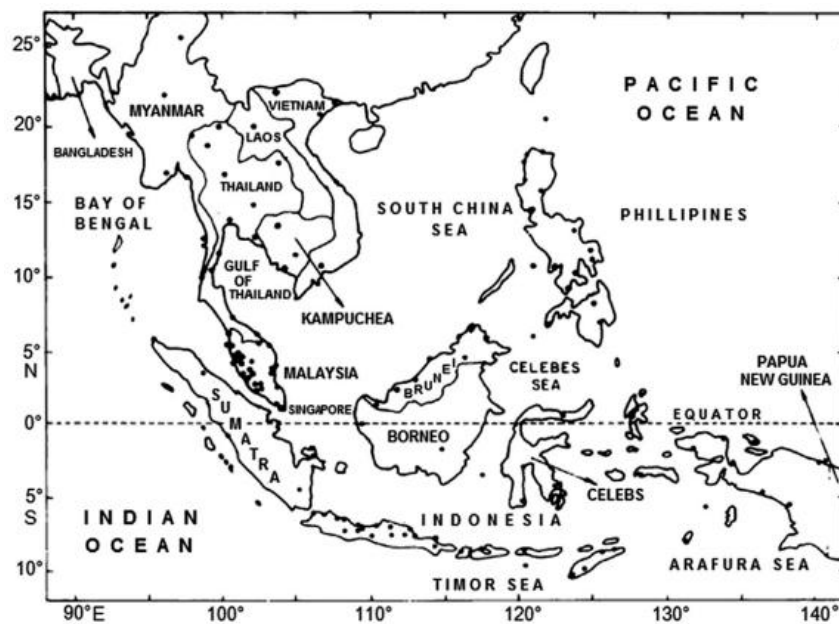 25°
20°
15°
10°
5°
N
0°
5°
S
10°
90°E
100°
110°
120°
130°
140°
PACIFIC
OCEAN
MYANMAR
VIETNAM
LAOS
BANGLADESH
THAILAND
BAY OF
BENGAL
SOUTH CHINA
SEA
PHILLIPINES
GULF
OF
THAILAND
KAMPUCHEA
MALAYSIA
BRUNEI
CELEBES
SEA
PAPUA
NEW GUINEA
SINGAPORE
SUMATRA
EQUATOR
BORNEO
CELEBS
INDIAN
OCEAN
INDONESIA
TIMOR SEA
ARAFURA SEA